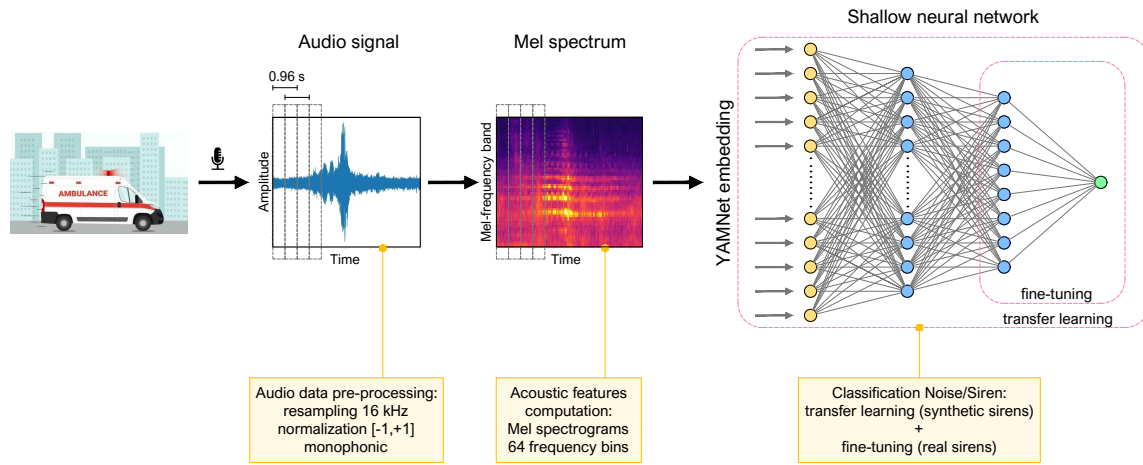 Shallow neural network
Audio signal
Mel spectrum
0.96 s
AMBULANCE
Amplitude
Time
Mel-frequency band
Time
YAMNet embedding
fine-tuning
transfer learning
Audio data pre-processing:
resampling 16 kHz
normalization [-1,+1]
monophonic
Acoustic features
computation:
Mel spectrograms
64 frequency bins
Classification Noise/Siren:
transfer learning (synthetic sirens)
+
fine-tuning (real sirens)